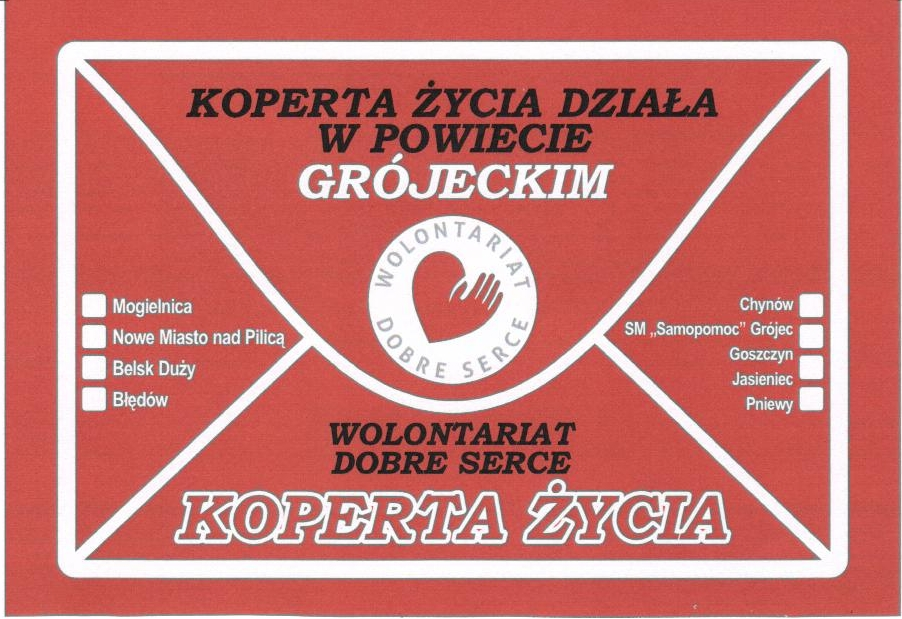 KOPERTA ŻYCIA DZIAŁA
W POWIECIE
GRÓJECKIM
WOLONTARIAT
DOBRE SERCE
Mogielnica
Nowe Miasto nad Pilicą
Belsk Duży
Błędów
Chynów
SM „Samopomoc” Grójec
Goszczyn
Jasieniec
Pniewy
WOLONTARIAT
DOBRE SERCE
KOPERTA ŻYCIA